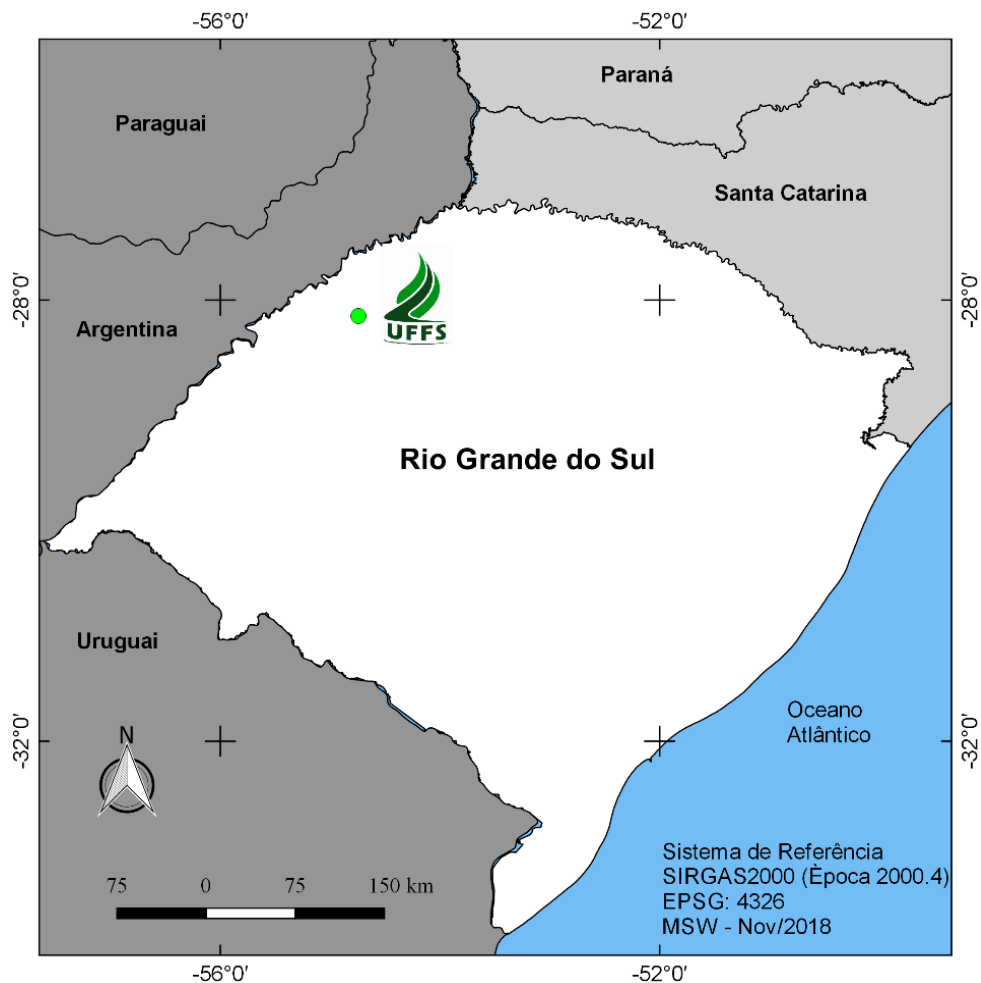 -56°0'
-52°0'
Paraná
Paraguai
Santa Catarina
-28°0'
-28°0'
Argentina
UFFS
Rio Grande do Sul
Uruguai
Oceano
Atlântico
-32°0'
-32°0'
N
75 0 75 150 km
Sistema de Referência
SIRGAS2000 (Època 2000.4)
EPSG: 4326
MSW - Nov/2018
-56°0'
-52°0'